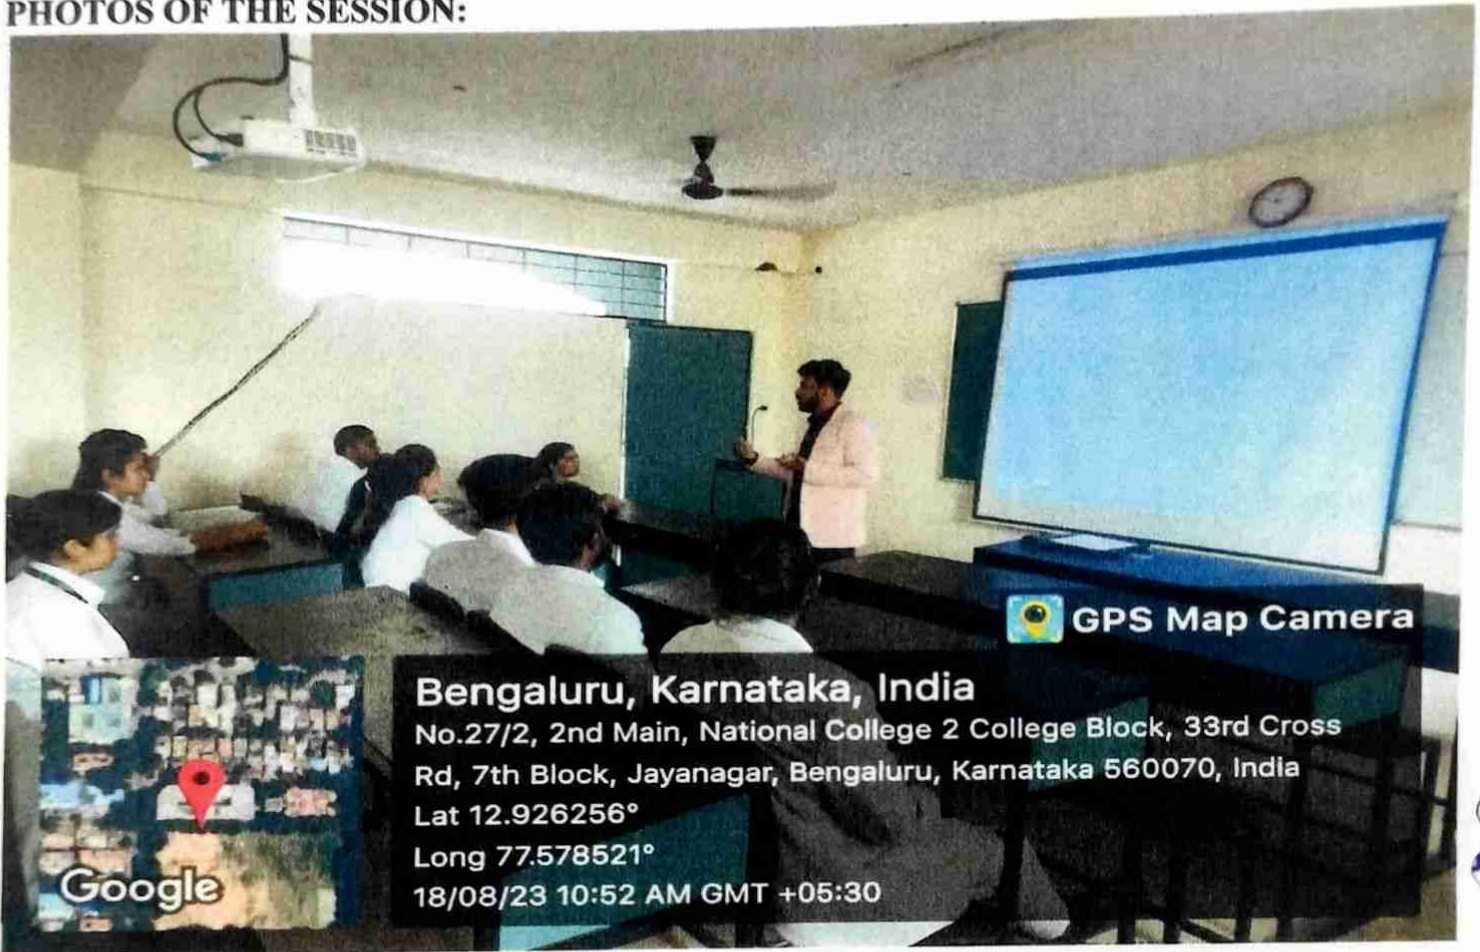 PHOTOS OF THE SESSION:
GPS Map Camera
Bengaluru, Karnataka, India
No.27/2, 2nd Main, National College 2 College Block, 33rd Cross
Rd, 7th Block, Jayanagar, Bengaluru, Karnataka 560070, India
Lat 12.926256°
Long 77.578521°
18/08/23 10:52 AM GMT +05:30
Google